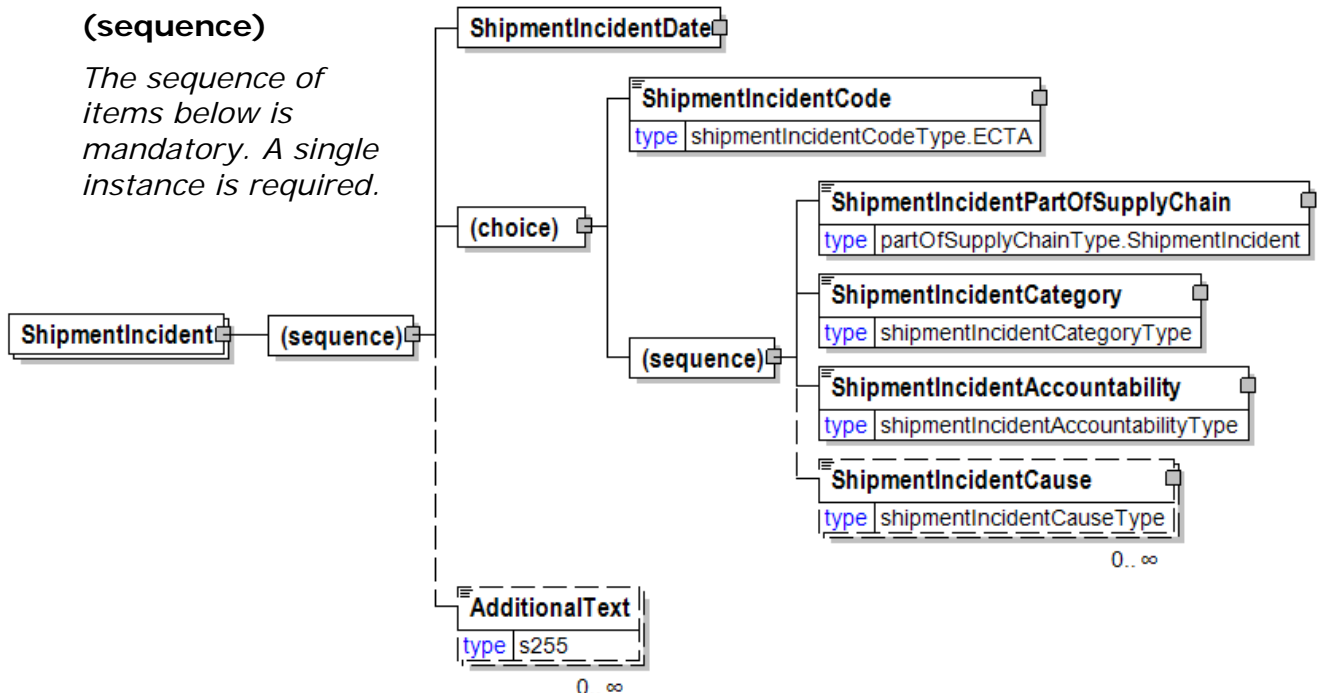 (sequence)
The sequence of
items below is
mandatory. A single
instance is required.
ShipmentIncidentDate
ShipmentIncidentCode
type shipmentIncidentCodeType.ECTA
(choice)
ShipmentIncidentPartOfSupplyChain
type partOfSupplyChainType.ShipmentIncident
ShipmentIncidentCategory
type shipmentIncidentCategoryType
ShipmentIncident
(sequence)
(sequence)
ShipmentIncidentAccountability
type shipmentIncidentAccountabilityType
ShipmentIncidentCause
type shipmentIncidentCauseType
0.. ∞
AdditionalText
type s255
0.. ∞